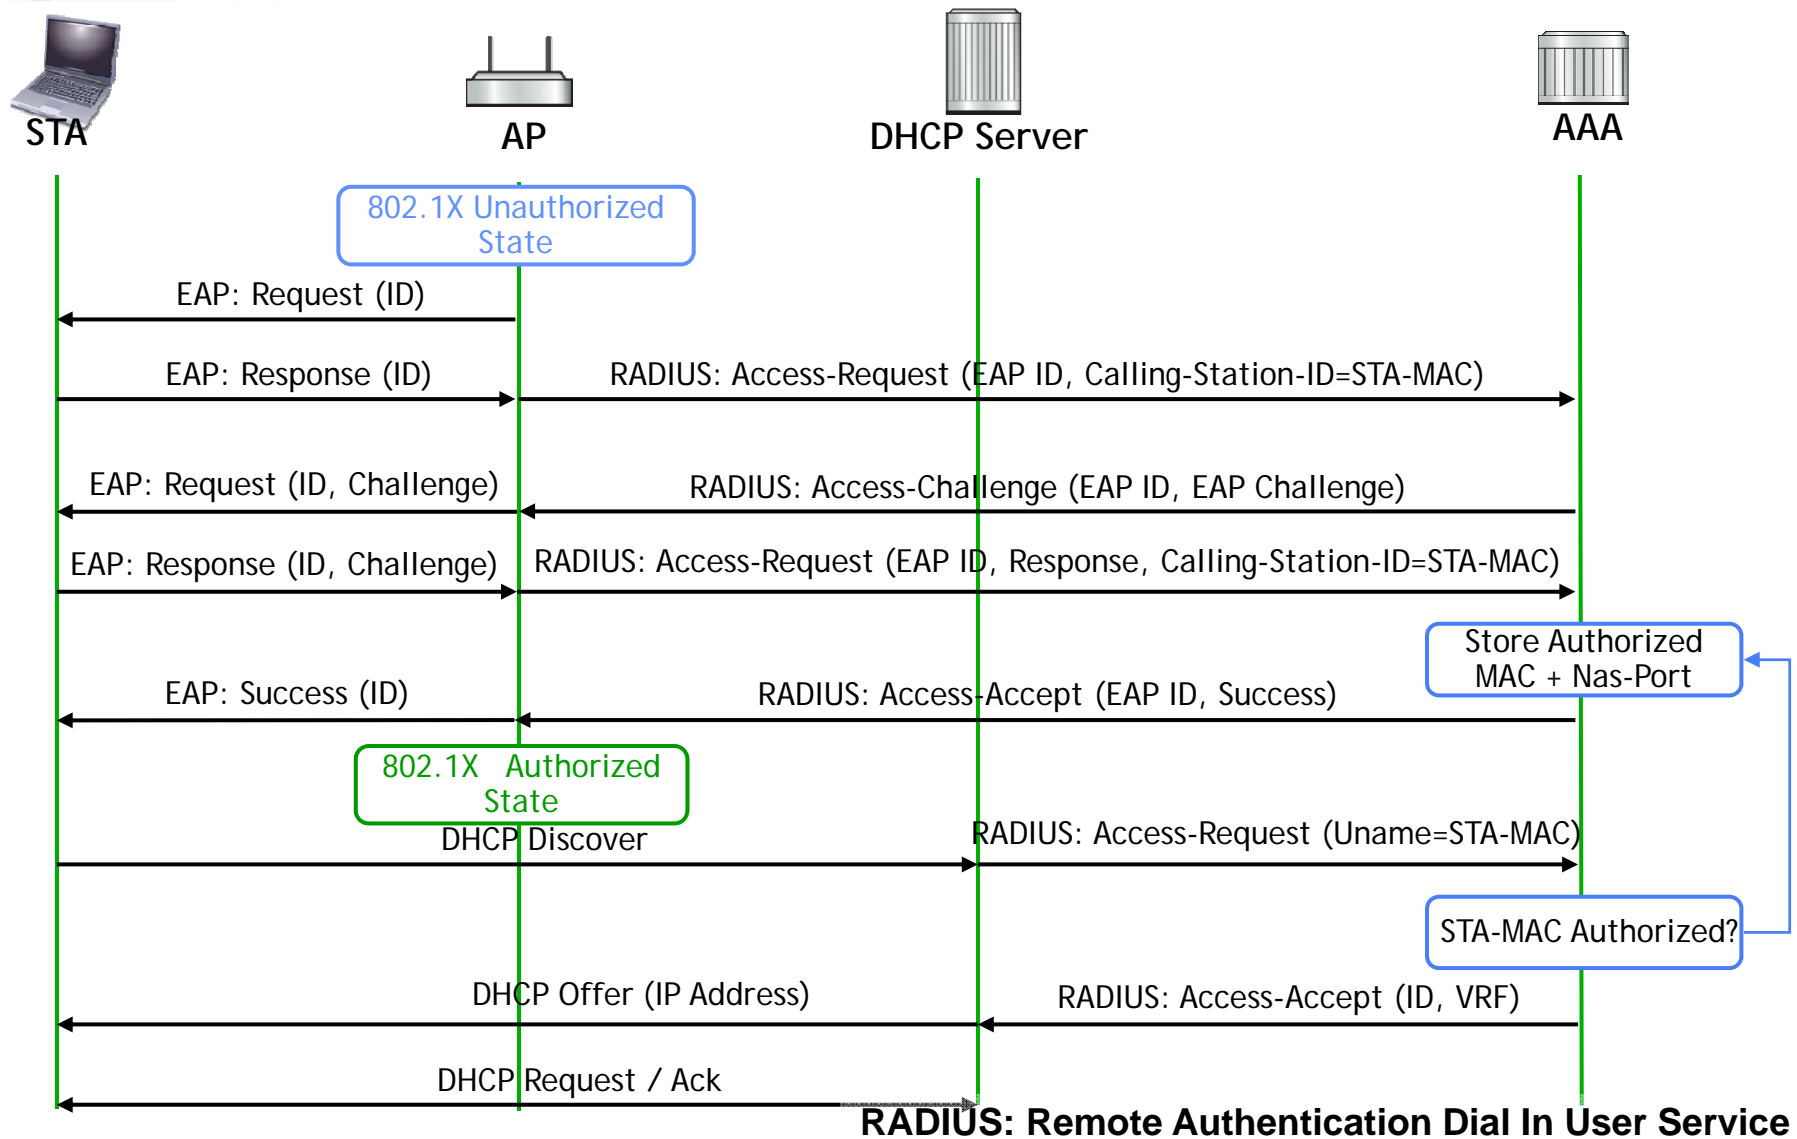 STA
AP
DHCP Server
AAA
802.1X Unauthorized
State
EAP: Request (ID)
EAP: Response (ID)
RADIUS: Access-Request (EAP ID, Calling-Station-ID=STA-MAC)
EAP: Request (ID, Challenge)
RADIUS: Access-Challenge (EAP ID, EAP Challenge)
EAP: Response (ID, Challenge)
RADIUS: Access-Request (EAP ID, Response, Calling-Station-ID=STA-MAC)
Store Authorized
MAC + Nas-Port
EAP: Success (ID)
RADIUS: Access-Accept (EAP ID, Success)
802.1X Authorized
State
DHCP Discover
RADIUS: Access-Request (Uname=STA-MAC)
STA-MAC Authorized?
DHCP Offer (IP Address)
RADIUS: Access-Accept (ID, VRF)
DHCP Request / Ack
RADIUS: Remote Authentication Dial In User Service